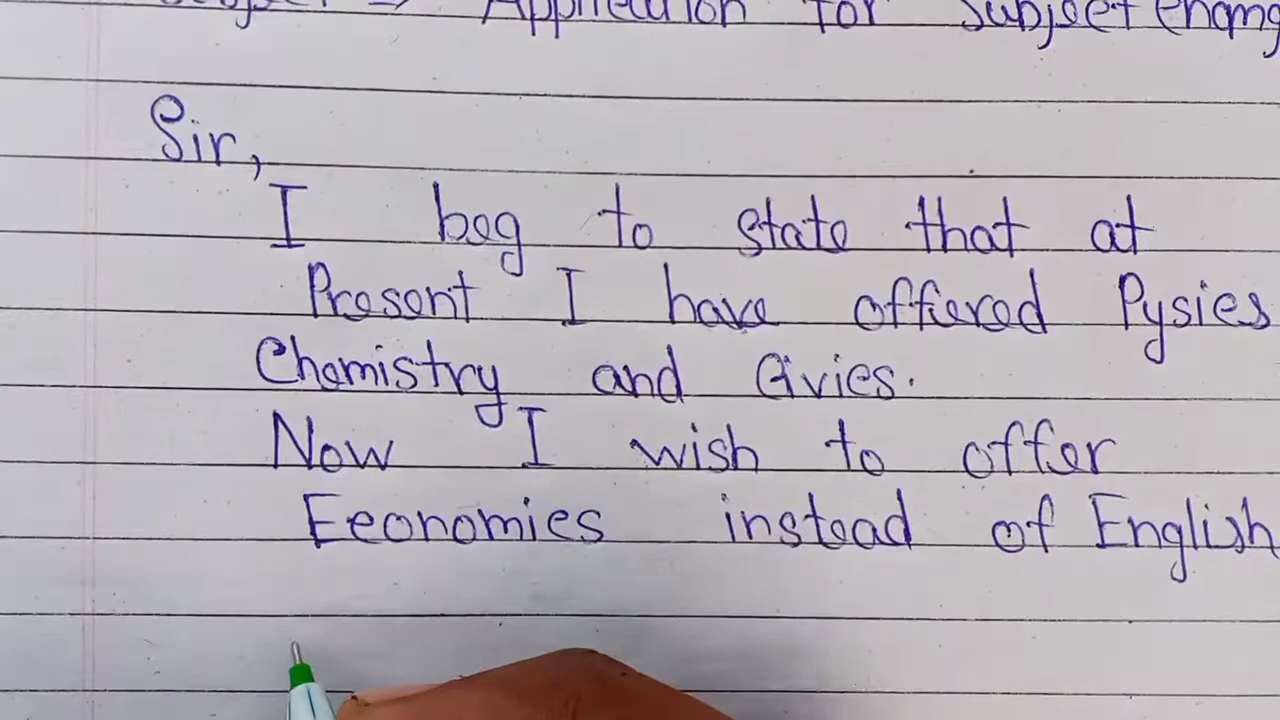 Application for Subject Chang
Sir,
I beg to state that at
Present I have offered Pysics
Chemistry and Civics.
Now I wish to offer
Economics instead of English